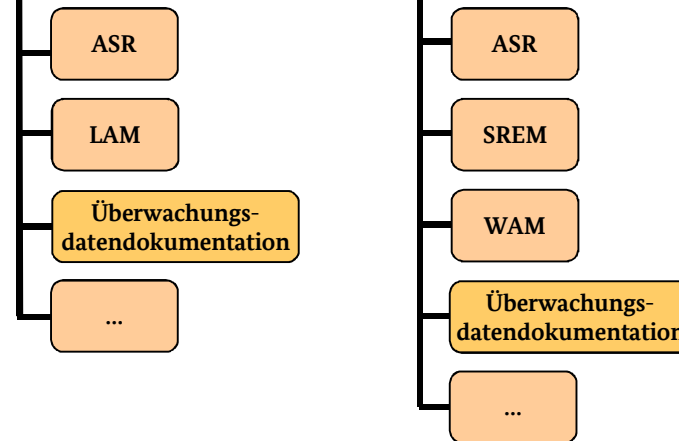 ASR
LAM
Überwachungs-
datendokumentation
...
ASR
SREM
WAM
Überwachungs-
datendokumentation
...